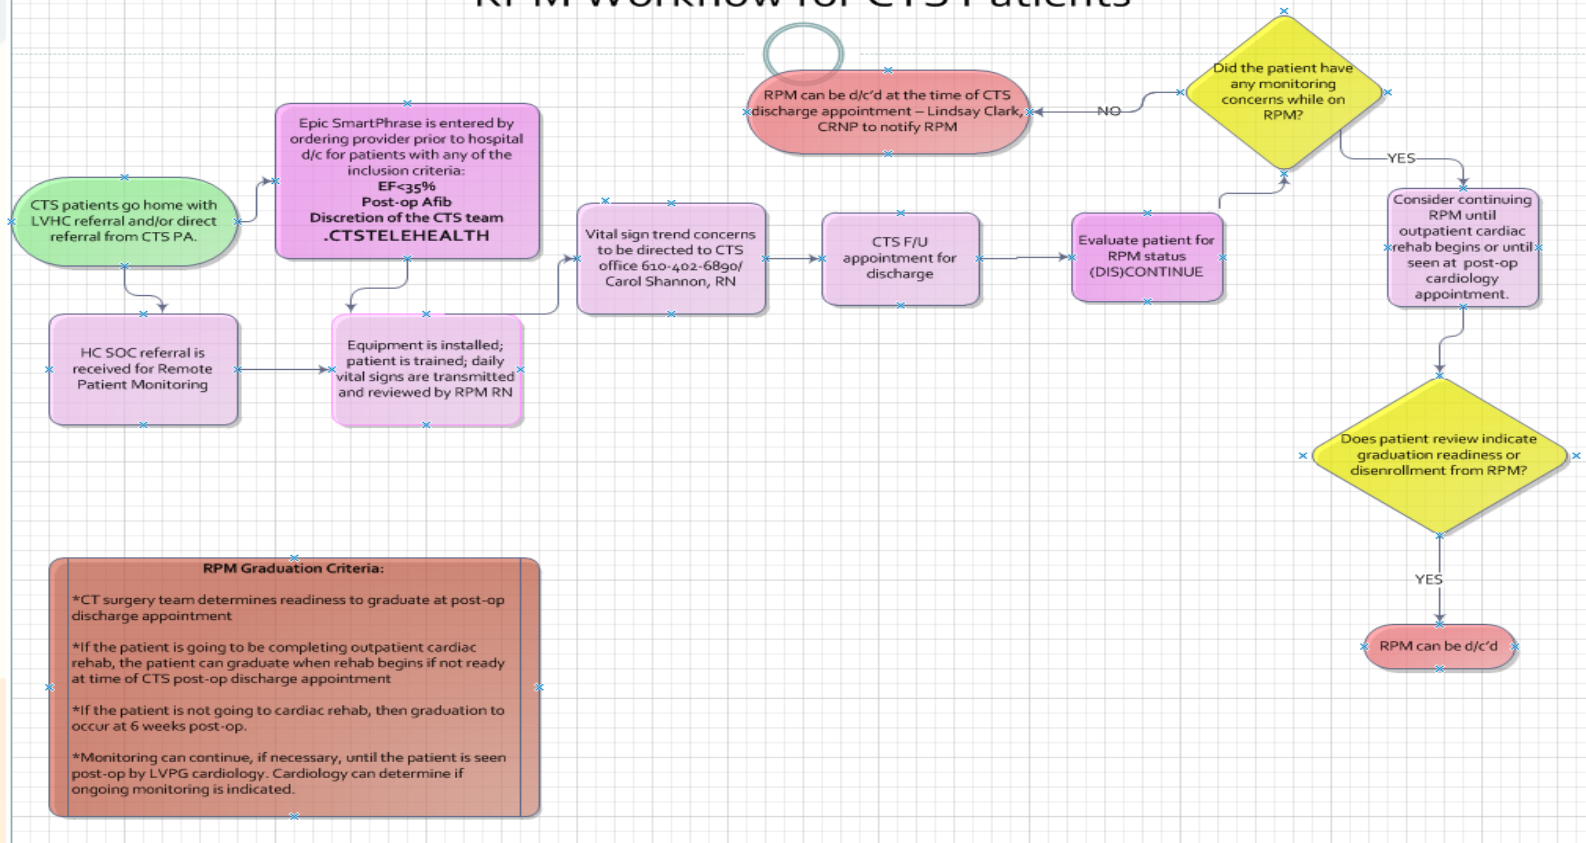 RPM Workflow for CTS Patients
Did the patient have
any monitoring
concerns while on
RPM?
RPM can be d/c’d at the time of CTS
discharge appointment – Lindsay Clark,
CRNP to notify RPM
NO
YES
Epic SmartPhrase is entered by
ordering provider prior to hospital
d/c for patients with any of the
inclusion criteria:
EF<35%
Post-op Afib
Discretion of the CTS team
.CTSTELEHEALTH
CTS patients go home with
LVHC referral and/or direct
referral from CTS PA.
Vital sign trend concerns
to be directed to CTS
office 610-402-6890/
Carol Shannon, RN
CTS F/U
appointment for
discharge
Evaluate patient for
RPM status
(DIS)CONTINUE
Consider continuing
RPM until
outpatient cardiac
rehab begins or until
seen at post-op
cardiology
appointment.
HC SOC referral is
received for Remote
Patient Monitoring
Equipment is installed;
patient is trained; daily
vital signs are transmitted
and reviewed by RPM RN
Does patient review indicate
graduation readiness or
disenrollment from RPM?
YES
RPM can be d/c’d
RPM Graduation Criteria:
*CT surgery team determines readiness to graduate at post-op
discharge appointment
*If the patient is going to be completing outpatient cardiac
rehab, the patient can graduate when rehab begins if not ready
at time of CTS post-op discharge appointment
*If the patient is not going to cardiac rehab, then graduation to
occur at 6 weeks post-op.
*Monitoring can continue, if necessary, until the patient is seen
post-op by LVPG cardiology. Cardiology can determine if
ongoing monitoring is indicated.